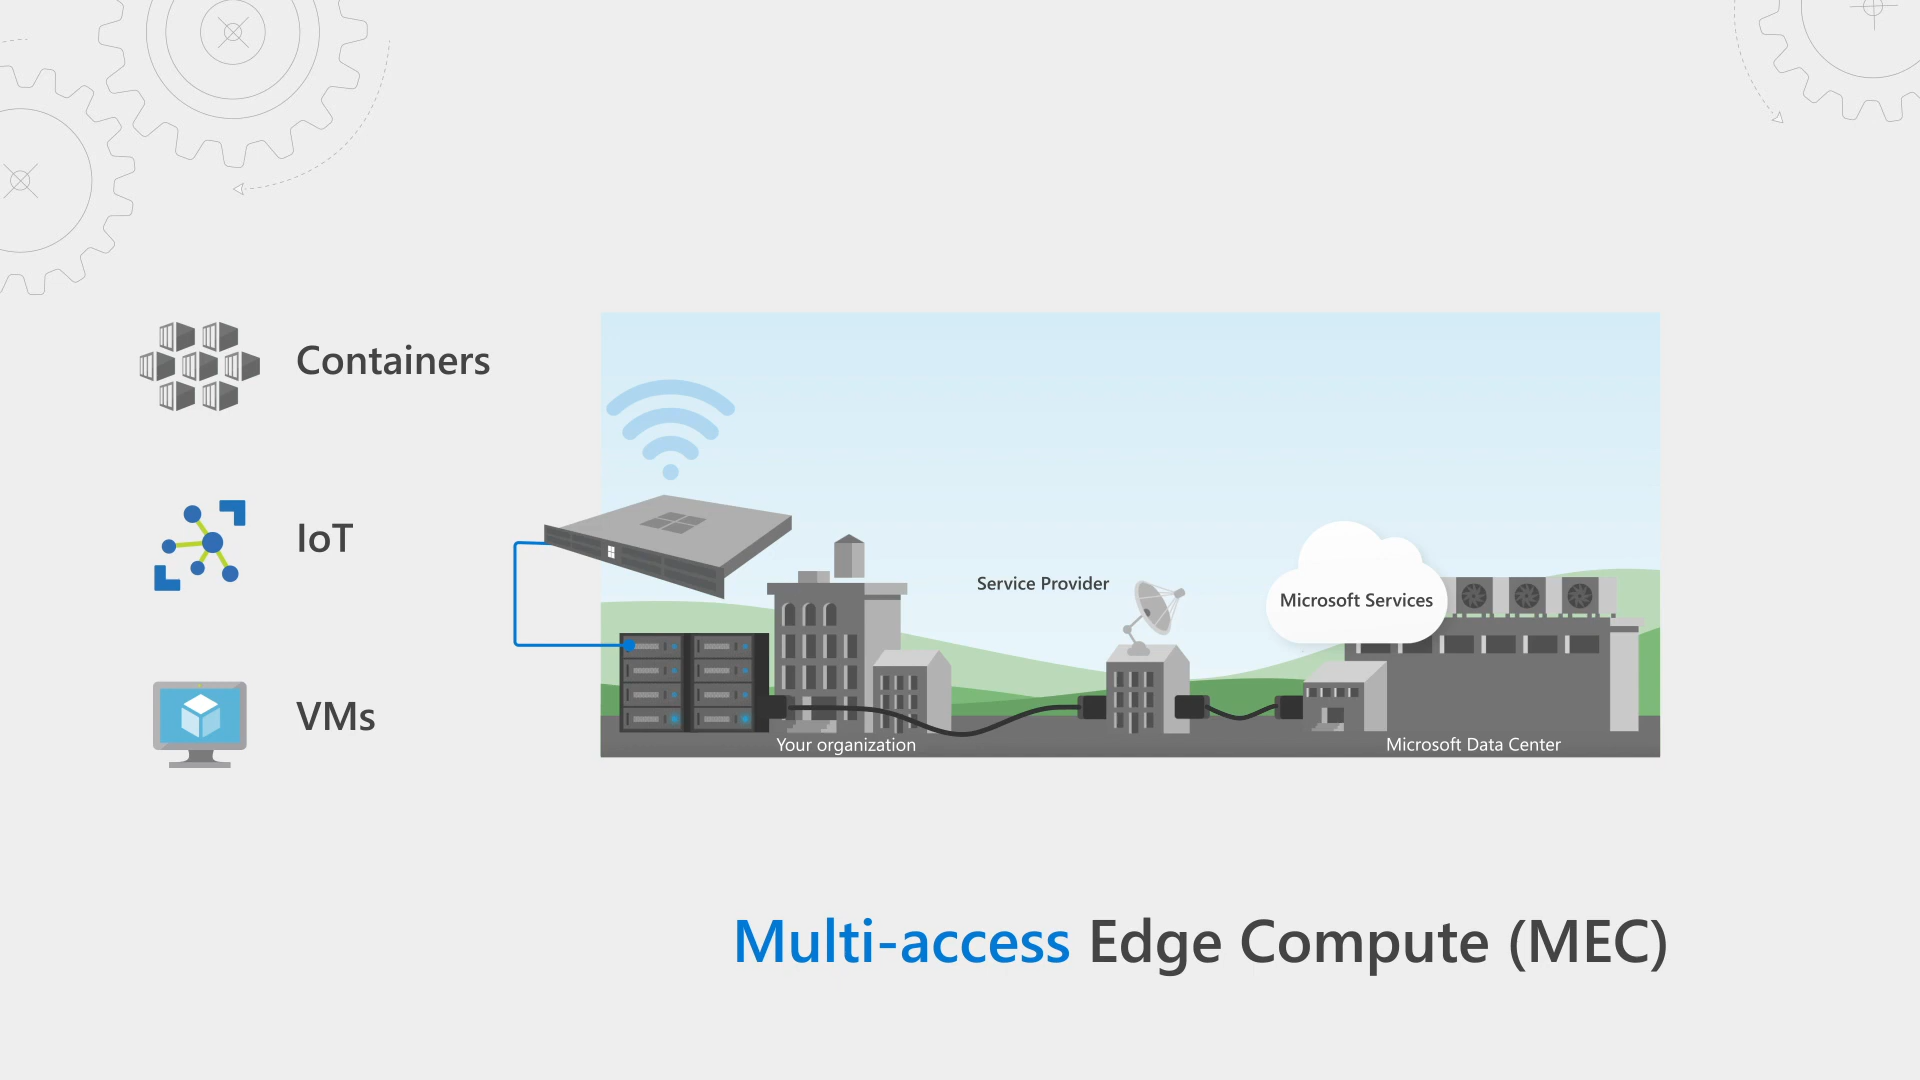 Containers
IoT
VMs
Service Provider
Microsoft Services
Your organization
Microsoft Data Center
Multi-access Edge Compute (MEC)